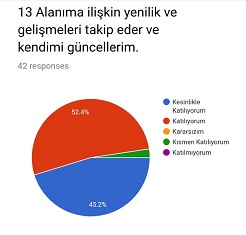 13 Alanıma ilişkin yenilik ve
gelişmeleri takip eder ve
kendimi güncellerim.
42 responses
Kesinlikle
Katılıyorum
Katılıyorum
Kararsızım
Kısmen Katılıyorum
Katılmıyorum
52.4%
45.2%